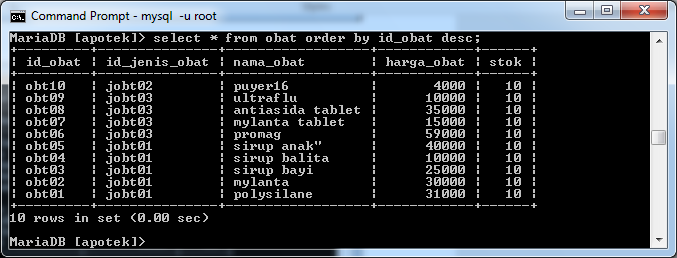 Command Prompt - mysql -u root
MariaDB [apotek]> select * from obat order by id_obat desc;
+---------+---------------+------------------+------------+------+
| id_obat | id_jenis_obat | nama_obat        | harga_obat | stok |
+---------+---------------+------------------+------------+------+
| obt10   | jobt02        | puyer16          |       4000 |   10 |
| obt09   | jobt03        | ultraflu         |      10000 |   10 |
| obt08   | jobt03        | antiasida tablet |      35000 |   10 |
| obt07   | jobt03        | mylanta tablet   |      15000 |   10 |
| obt06   | jobt03        | promag           |      59000 |   10 |
| obt05   | jobt01        | sirup anak"      |      40000 |   10 |
| obt04   | jobt01        | sirup balita     |      10000 |   10 |
| obt03   | jobt01        | sirup bayi       |      25000 |   10 |
| obt02   | jobt01        | mylanta          |      30000 |   10 |
| obt01   | jobt01        | polysilane       |      31000 |   10 |
+---------+---------------+------------------+------------+------+
10 rows in set (0.00 sec)
MariaDB [apotek]>